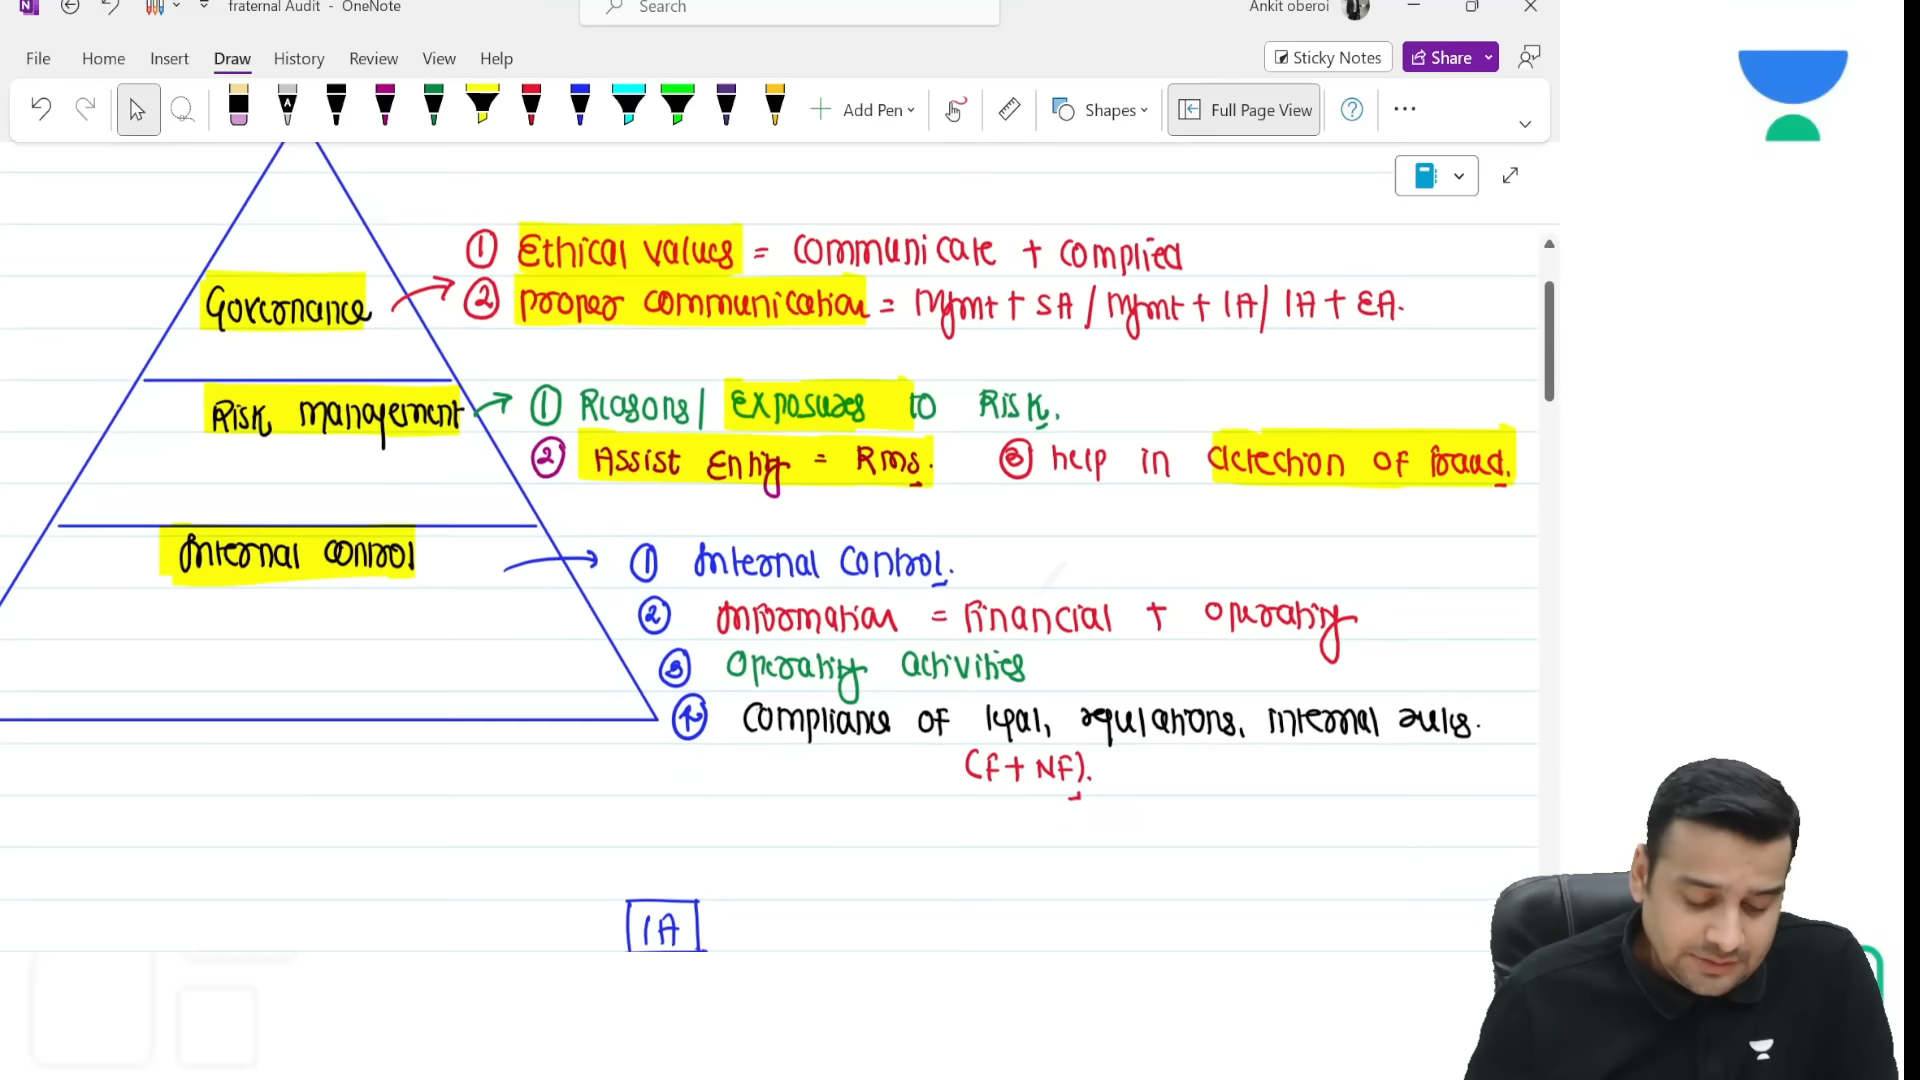 fraternal Audit - OneNote
Search
Ankit oberoi
File Home Insert Draw History Review View Help
Sticky Notes Share
Add Pen Shapes Full Page View
Governance
① Ethical values = communicate + complied
② proper communication = Mgmt + SA / Mgmt + IA / IA + EA.
Risk management
① Reasons / Exposures to Risk.
② Assist Entity = RMS. ③ help in detection of fraud.
Internal control
① Internal Control.
② Information = Financial + Operating
③ Operating activities
④ Compliance of legal, regulations, internal rules.
(F + NF).
IA